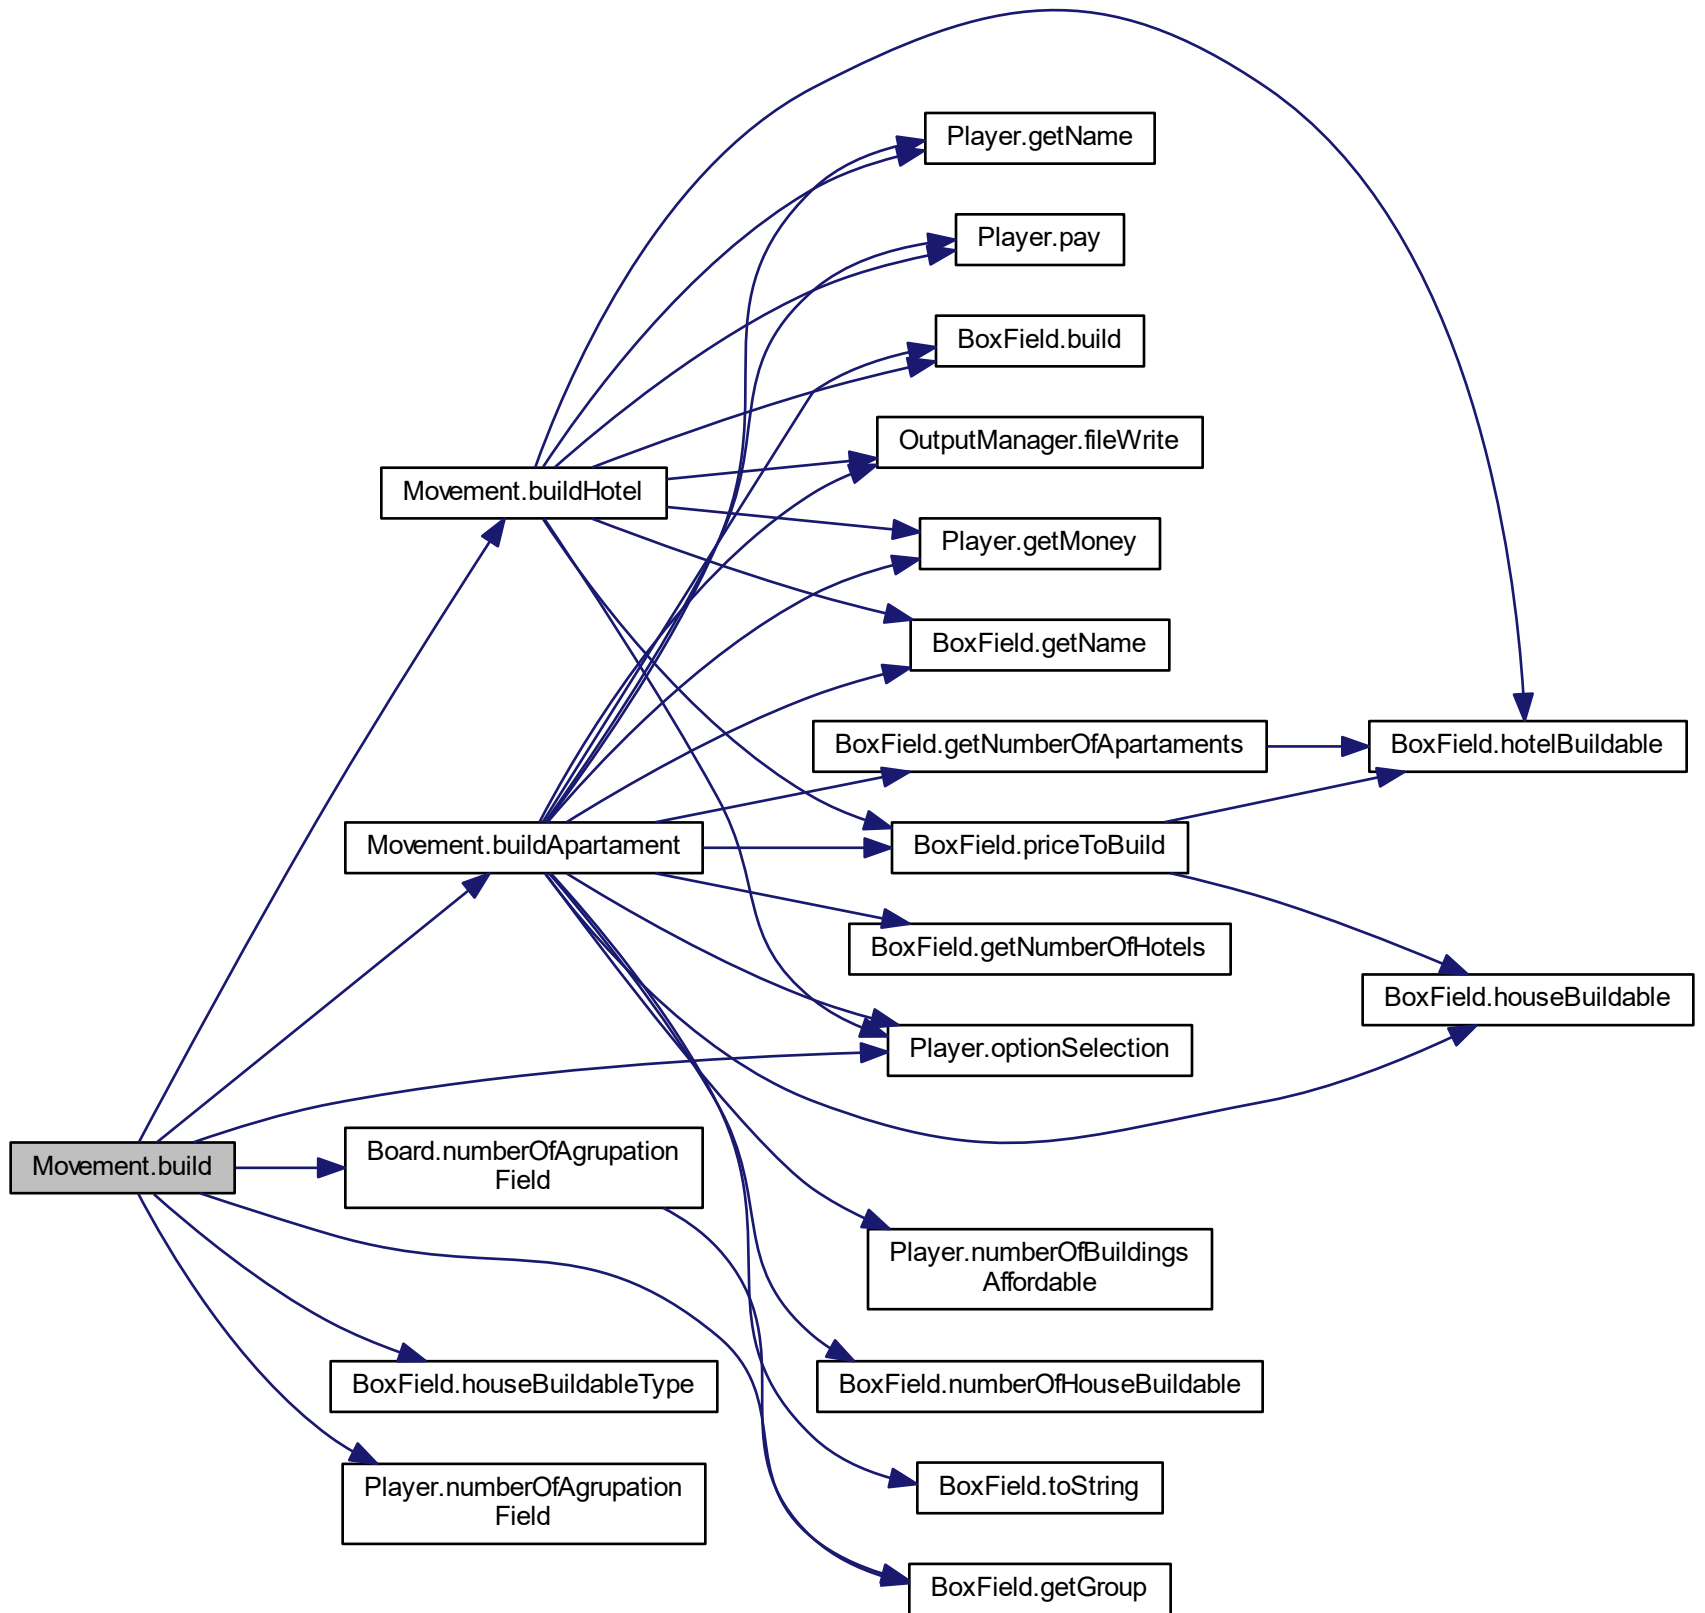 Player.getName
Player.pay
BoxField.build
OutputManager.fileWrite
Movement.buildHotel
Player.getMoney
BoxField.getName
BoxField.getNumberOfApartaments
BoxField.hotelBuildable
Movement.buildApartament
BoxField.priceToBuild
BoxField.getNumberOfHotels
BoxField.houseBuildable
Player.optionSelection
Movement.build
Board.numberOfAgrupation
Field
Player.numberOfBuildings
Affordable
BoxField.houseBuildableType
BoxField.numberOfHouseBuildable
Player.numberOfAgrupation
Field
BoxField.toString
BoxField.getGroup